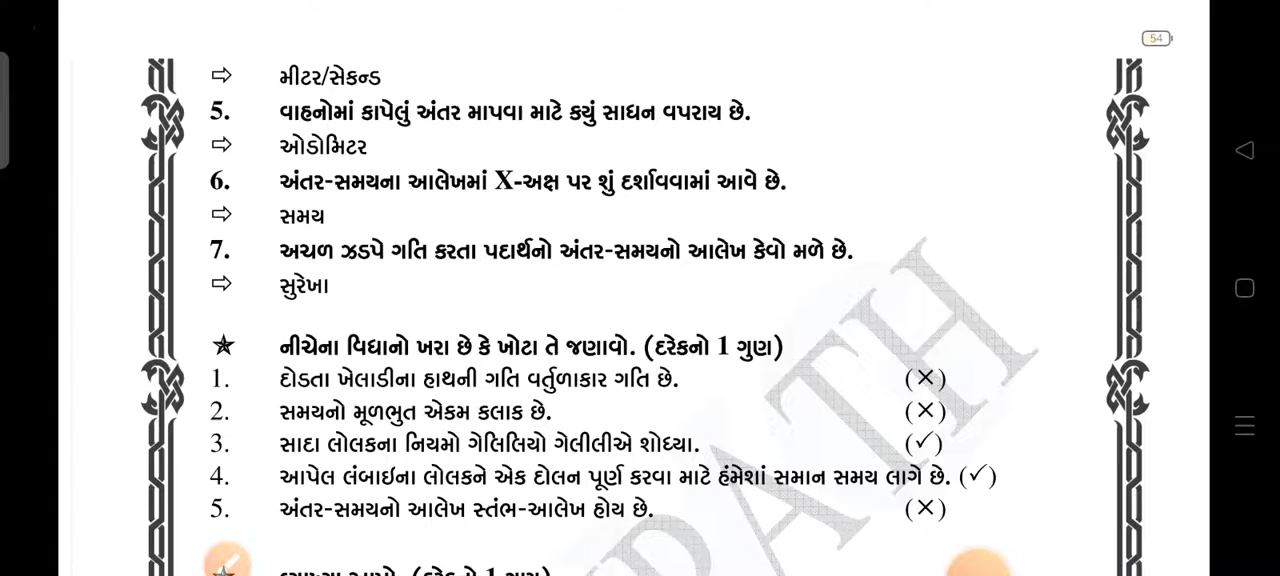 54
⇨ મીટર/સેકન્ડ
5. વાહનોમાં કાપેલું અંતર માપવા માટે કયું સાધન વપરાય છે.
⇨ ઓડોમિટર
6. અંતર-સમયના આલેખમાં X-અક્ષ પર શું દર્શાવવામાં આવે છે.
⇨ સમય
7. અચળ ઝડપે ગતિ કરતા પદાર્થનો અંતર-સમયનો આલેખ કેવો મળે છે.
⇨ સુરેખા
★ નીચેના વિધાનો ખરા છે કે ખોટા તે જણાવો. (દરેકનો 1 ગુણ)
1. દોડતા ખેલાડીના હાથની ગતિ વર્તુળાકાર ગતિ છે. (×)
2. સમયનો મૂળભુત એકમ કલાક છે. (×)
3. સાદા લોલકના નિયમો ગેલિલિયો ગેલીલીએ શોધ્યા. (✓)
4. આપેલ લંબાઇના લોલકને એક દોલન પૂર્ણ કરવા માટે હંમેશાં સમાન સમય લાગે છે. (✓)
5. અંતર-સમયનો આલેખ સ્તંભ-આલેખ હોય છે. (×)
PATH